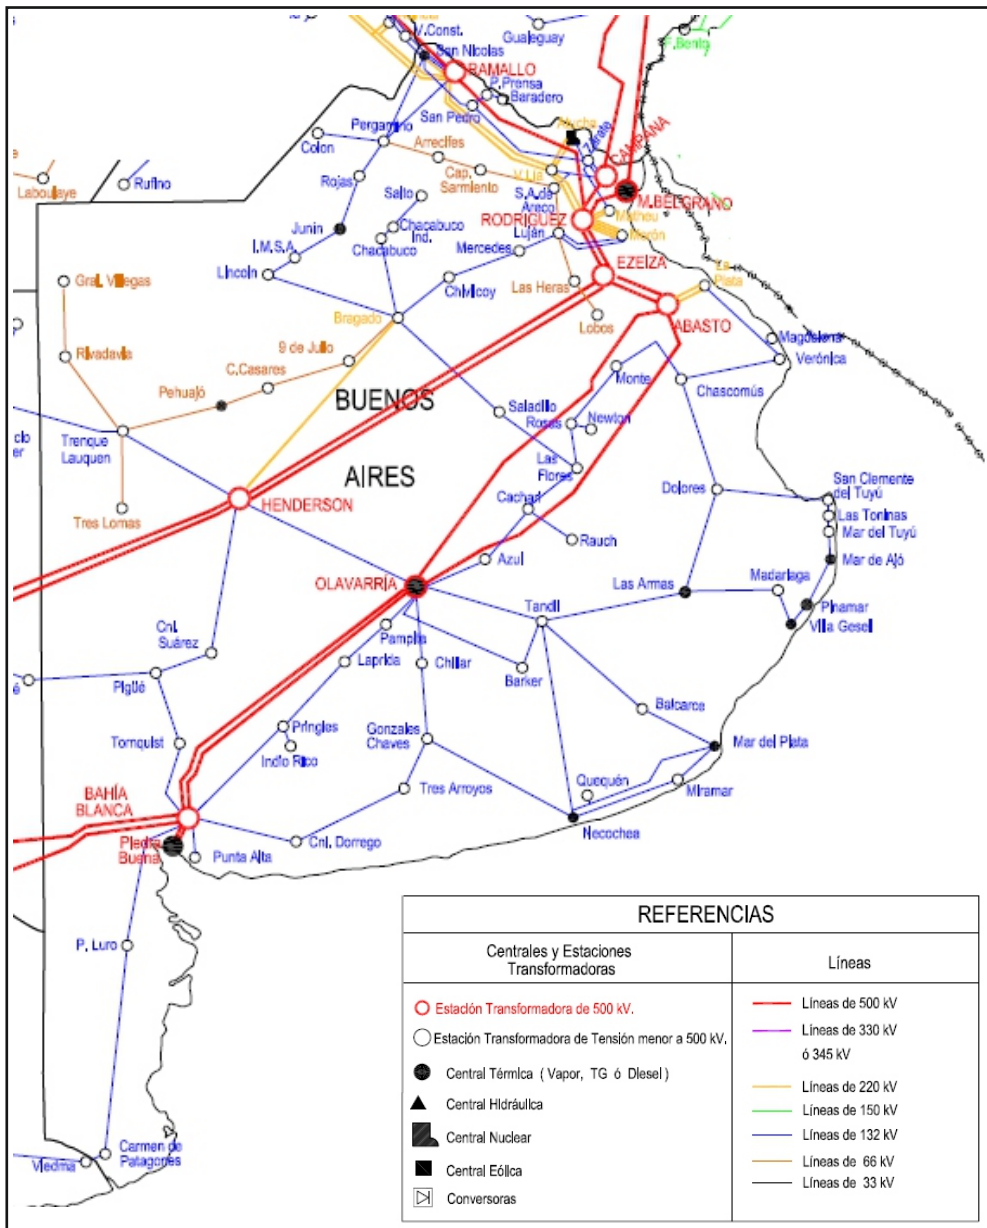 V.Const.
San Nicolas
Gualeguay
F.Bento
RAMALLO
P.Prensa
Baradero
San Pedro
Pergamino
Colon
Arrecifes
Cap.
Sarmiento
Atucha
Zarate
CAMPANA
V.Lia
Laboulaye
Rufino
Rojas
Salto
S.A.de
Areco
M.BELGRANO
RODRIGUEZ
Matheu
Morón
Junin
Chacabuco
Ind.
Chacabuco
Luján
Mercedes
I.M.S.A.
Lincoln
Chivilcoy
Las Heras
EZEIZA
La
Plata
Gral. Villegas
Lobos
ABASTO
Bragado
Magdalena
Verónica
Rivadavia
9 de Julio
C.Casares
Pehuajó
Monte
Chascomús
BUENOS
AIRES
Saladillo
Rosas
Newton
Trenque
Lauquen
Las
Flores
Tres Lomas
HENDERSON
Cachari
Dolores
San Clemente
del Tuyú
Las Toninas
Mar del Tuyú
Rauch
Azul
Mar de Ajó
OLAVARRÍA
Las Armas
Madariaga
Pinamar
Villa Gesell
Tandil
Cnl.
Suárez
Pampita
Laprida
Chillar
Barker
Pigüé
Balcarce
Pringles
Indio Rico
Gonzales
Chaves
Tornquist
Mar del Plata
BAHÍA
BLANCA
Tres Arroyos
Quequén
Miramar
Necochea
Piedra
Buena
Punta Alta
Cnl. Dorrego
P. Luro
Carmen de
Patagones
Viedma
REFERENCIAS
Centrales y Estaciones
Transformadoras
Líneas
Estación Transformadora de 500 kV.
Estación Transformadora de Tensión menor a 500 kV.
Central Térmica ( Vapor, TG ó Diesel )
Central Hidráulica
Central Nuclear
Central Eólica
Conversoras
Líneas de 500 kV
Líneas de 330 kV
ó 345 kV
Líneas de 220 kV
Líneas de 150 kV
Líneas de 132 kV
Líneas de 66 kV
Líneas de 33 kV